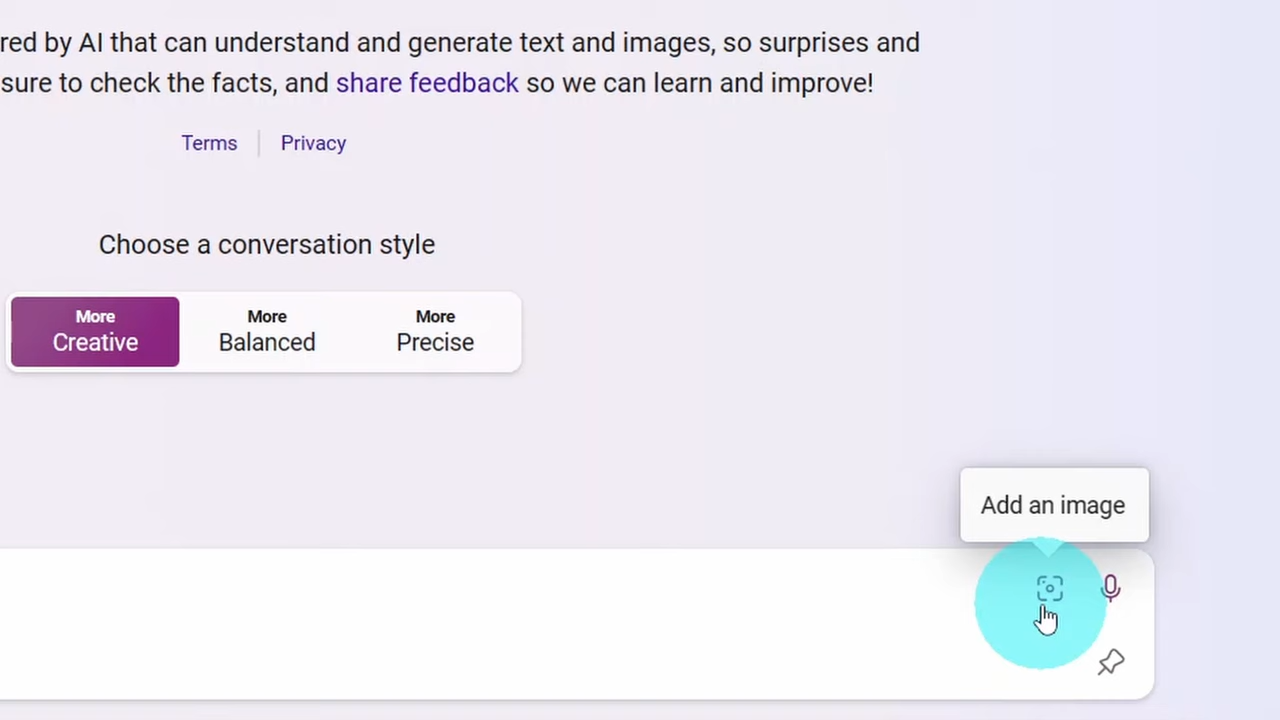 red by AI that can understand and generate text and images, so surprises and
sure to check the facts, and share feedback so we can learn and improve!
Terms Privacy
Choose a conversation style
More More More
Creative Balanced Precise
Add an image